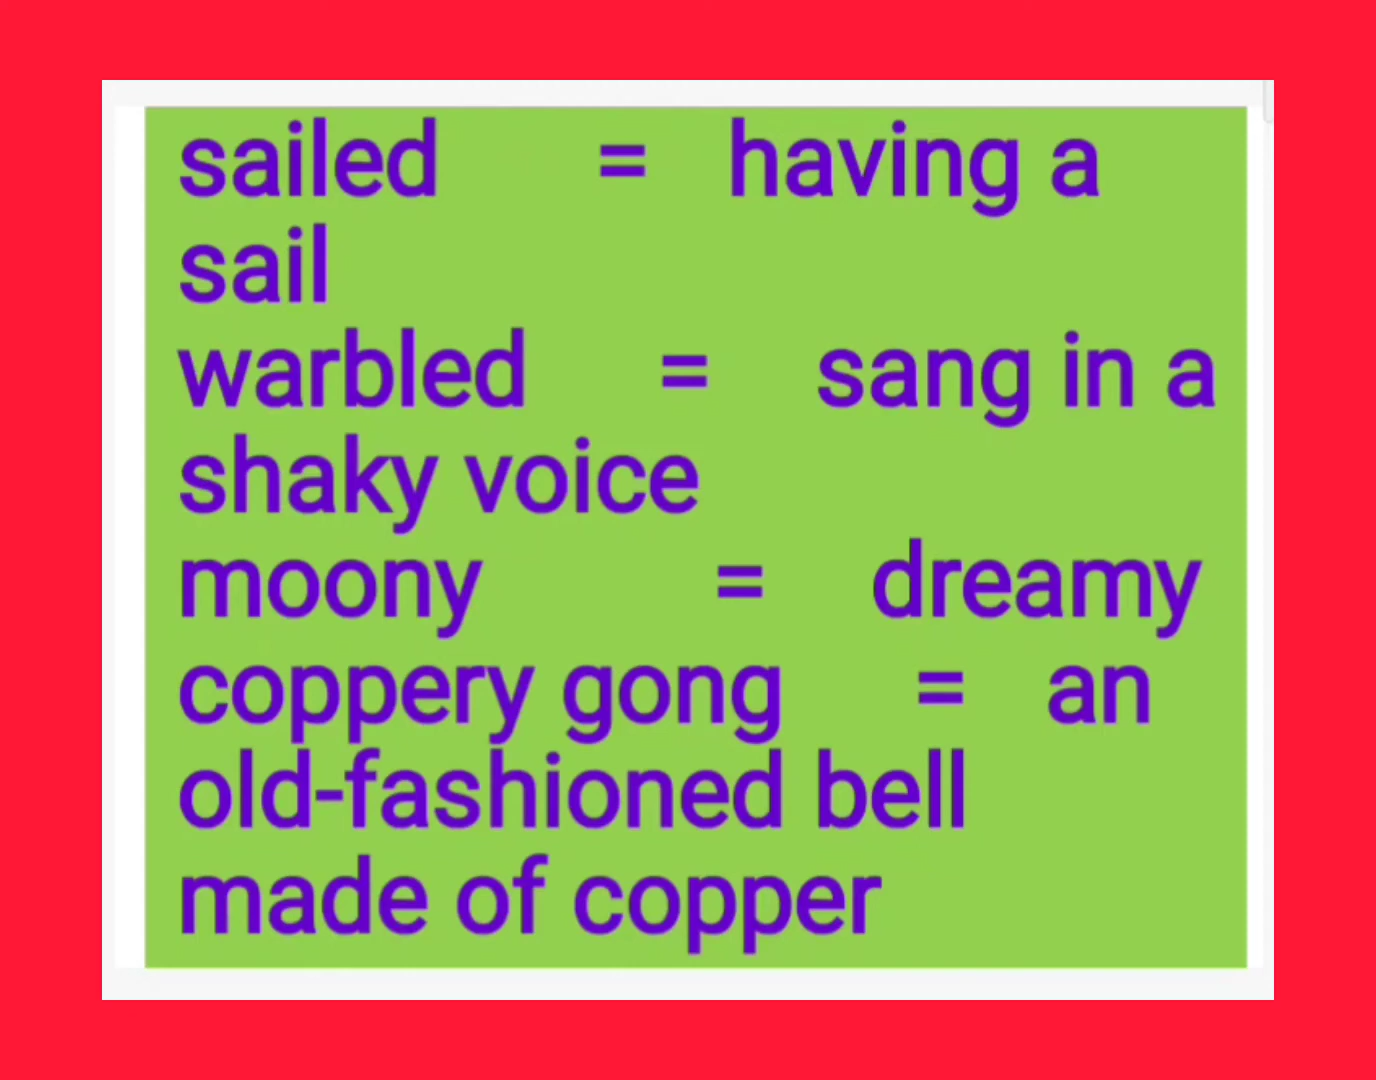 sailed = having a
sail
warbled = sang in a
shaky voice
moony = dreamy
coppery gong = an
old-fashioned bell
made of copper